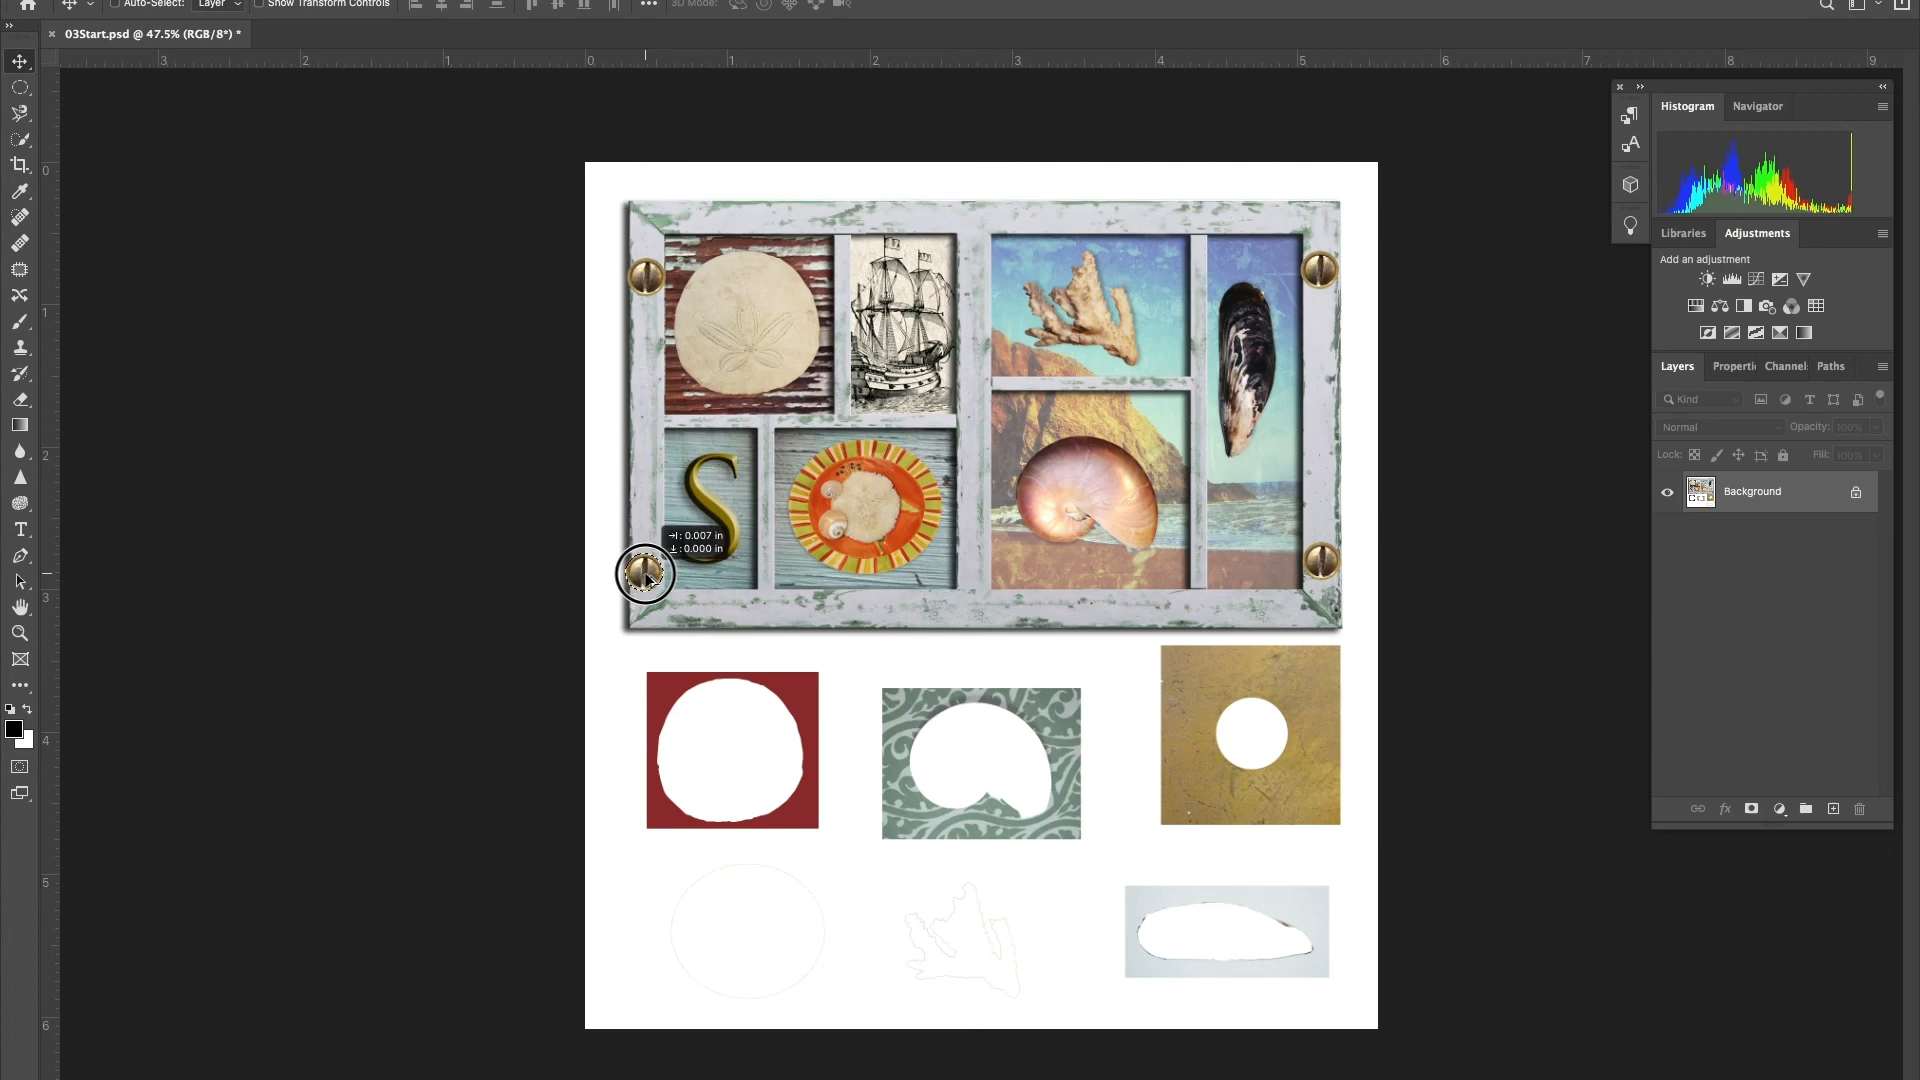 Auto-Select: Layer Show Transform Controls 3D Mode:
03Start.psd @ 47.5% (RGB/8*) *
3 2 1 0 1 2 3 4 5 6 7 8 9
0
1
2
3
4
5
6
Histogram Navigator
Libraries Adjustments
Add an adjustment
Layers Properti Channel Paths
Kind
Normal Opacity: 100%
Lock: Fill: 100%
Background
fx
S
: 0.007 in
: 0.000 in